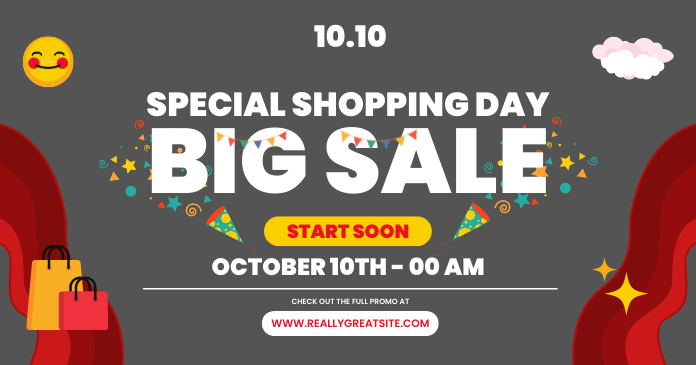 10.10
SPECIAL SHOPPING DAY
BIG SALE
START SOON
OCTOBER 10TH - 00 AM
CHECK OUT THE FULL PROMO AT
WWW.REALLYGREATSITE.COM